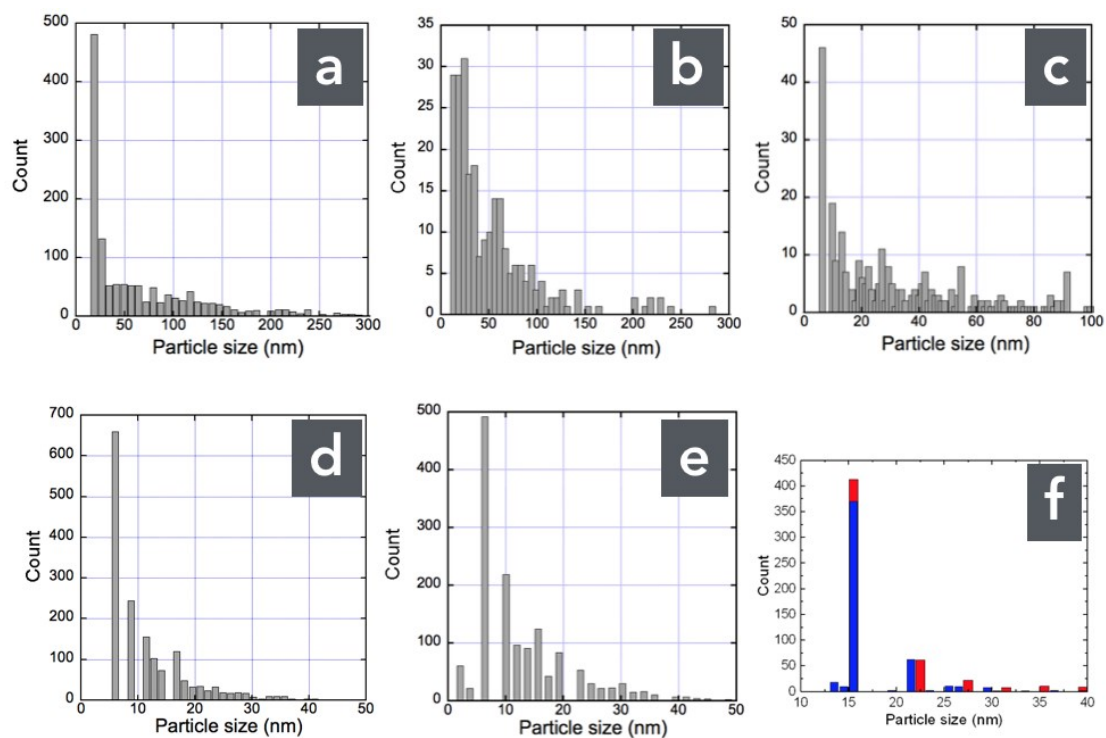 500
400
300
200
100
0
Count
0 50 100 150 200 250 300
Particle size (nm)
a
35
30
25
20
15
10
5
0
Count
0 50 100 150 200 250 300
Particle size (nm)
b
50
40
30
20
10
0
Count
0 20 40 60 80 100
Particle size (nm)
c
700
600
500
400
300
200
100
0
Count
0 10 20 30 40 50
Particle size (nm)
d
500
400
300
200
100
0
Count
0 10 20 30 40 50
Particle size (nm)
e
450
400
350
300
250
200
150
100
50
0
Count
10 15 20 25 30 35 40
Particle size (nm)
f